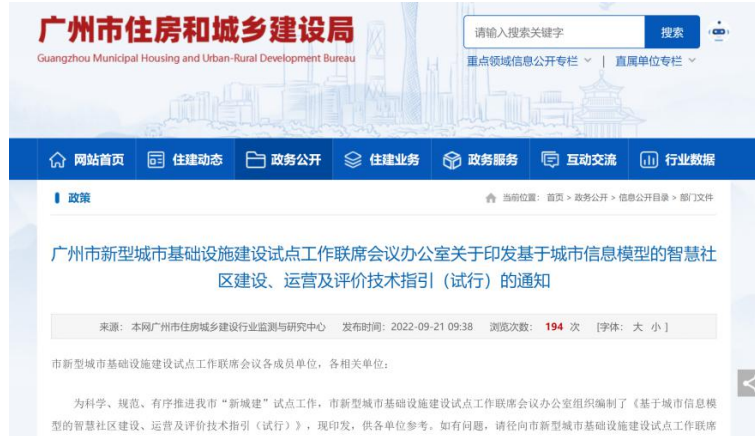 广州市住房和城乡建设局
Guangzhou Municipal Housing and Urban-Rural Development Bureau
请输入搜索关键字
搜索
重点领域信息公开专栏 | 直属单位专栏
网站首页 住建动态 政务公开 住建业务 政务服务 互动交流 行业数据
政策
当前位置: 首页 > 政务公开 > 信息公开目录 > 部门文件
广州市新型城市基础设施建设试点工作联席会议办公室关于印发基于城市信息模型的智慧社
区建设、运营及评价技术指引（试行）的通知
来源: 本网广州市住房城乡建设行业监测与研究中心 发布时间: 2022-09-21 09:38 浏览次数: 194 次 [字体: 大 小]
市新型城市基础设施建设试点工作联席会议各成员单位，各相关单位：
为科学、规范、有序推进我市“新城建”试点工作，市新型城市基础设施建设试点工作联席会议办公室组织编制了《基于城市信息模
型的智慧社区建设、运营及评价技术指引（试行）》，现印发，供各单位参考。如有问题，请径向市新型城市基础设施建设试点工作联席